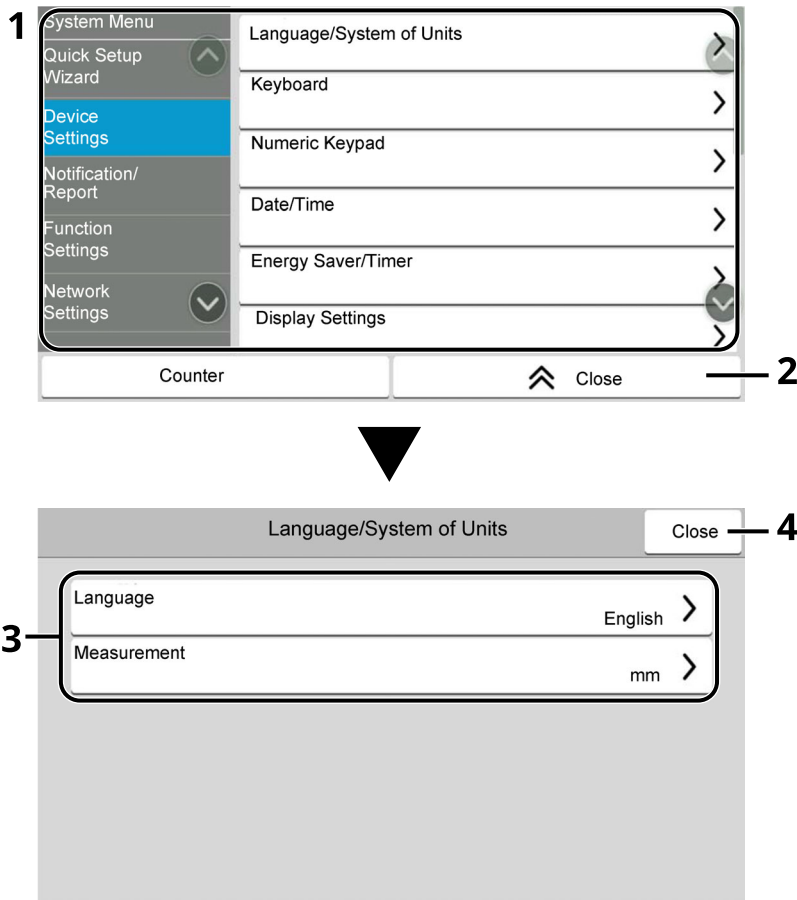 1
System Menu
Quick Setup
Wizard
Device
Settings
Notification/
Report
Function
Settings
Network
Settings
Language/System of Units
Keyboard
Numeric Keypad
Date/Time
Energy Saver/Timer
Display Settings
Counter
Close
2
Language/System of Units
Close
4
3
Language
English
Measurement
mm